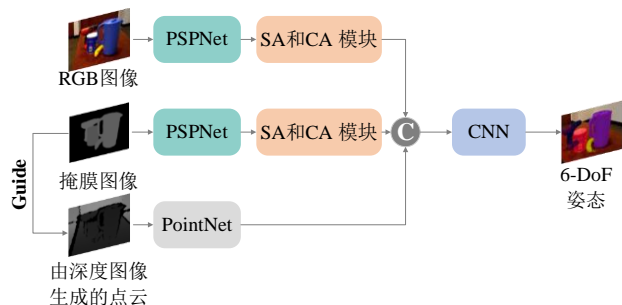 PSPNet
SA和CA 模块
RGB图像
PSPNet
SA和CA 模块
C
CNN
掩膜图像
6-DoF
姿态
Guide
PointNet
由深度图像
生成的点云